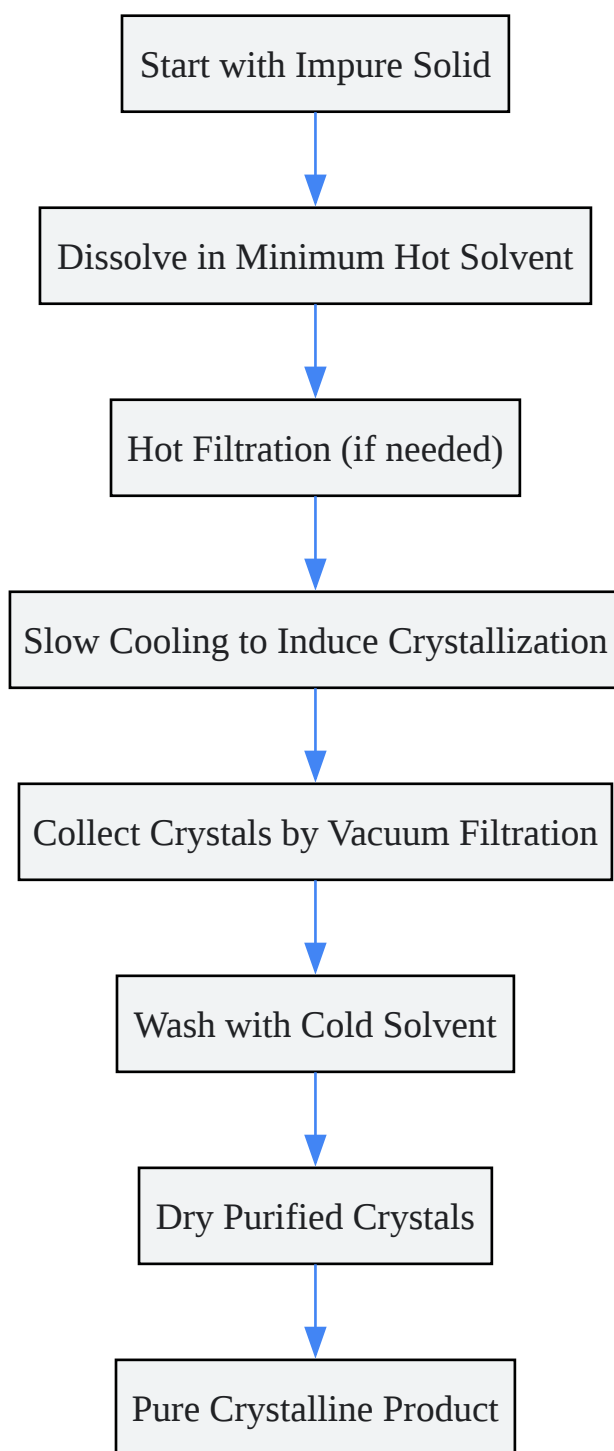 Start with Impure Solid
Dissolve in Minimum Hot Solvent
Hot Filtration (if needed)
Slow Cooling to Induce Crystallization
Collect Crystals by Vacuum Filtration
Wash with Cold Solvent
Dry Purified Crystals
Pure Crystalline Product